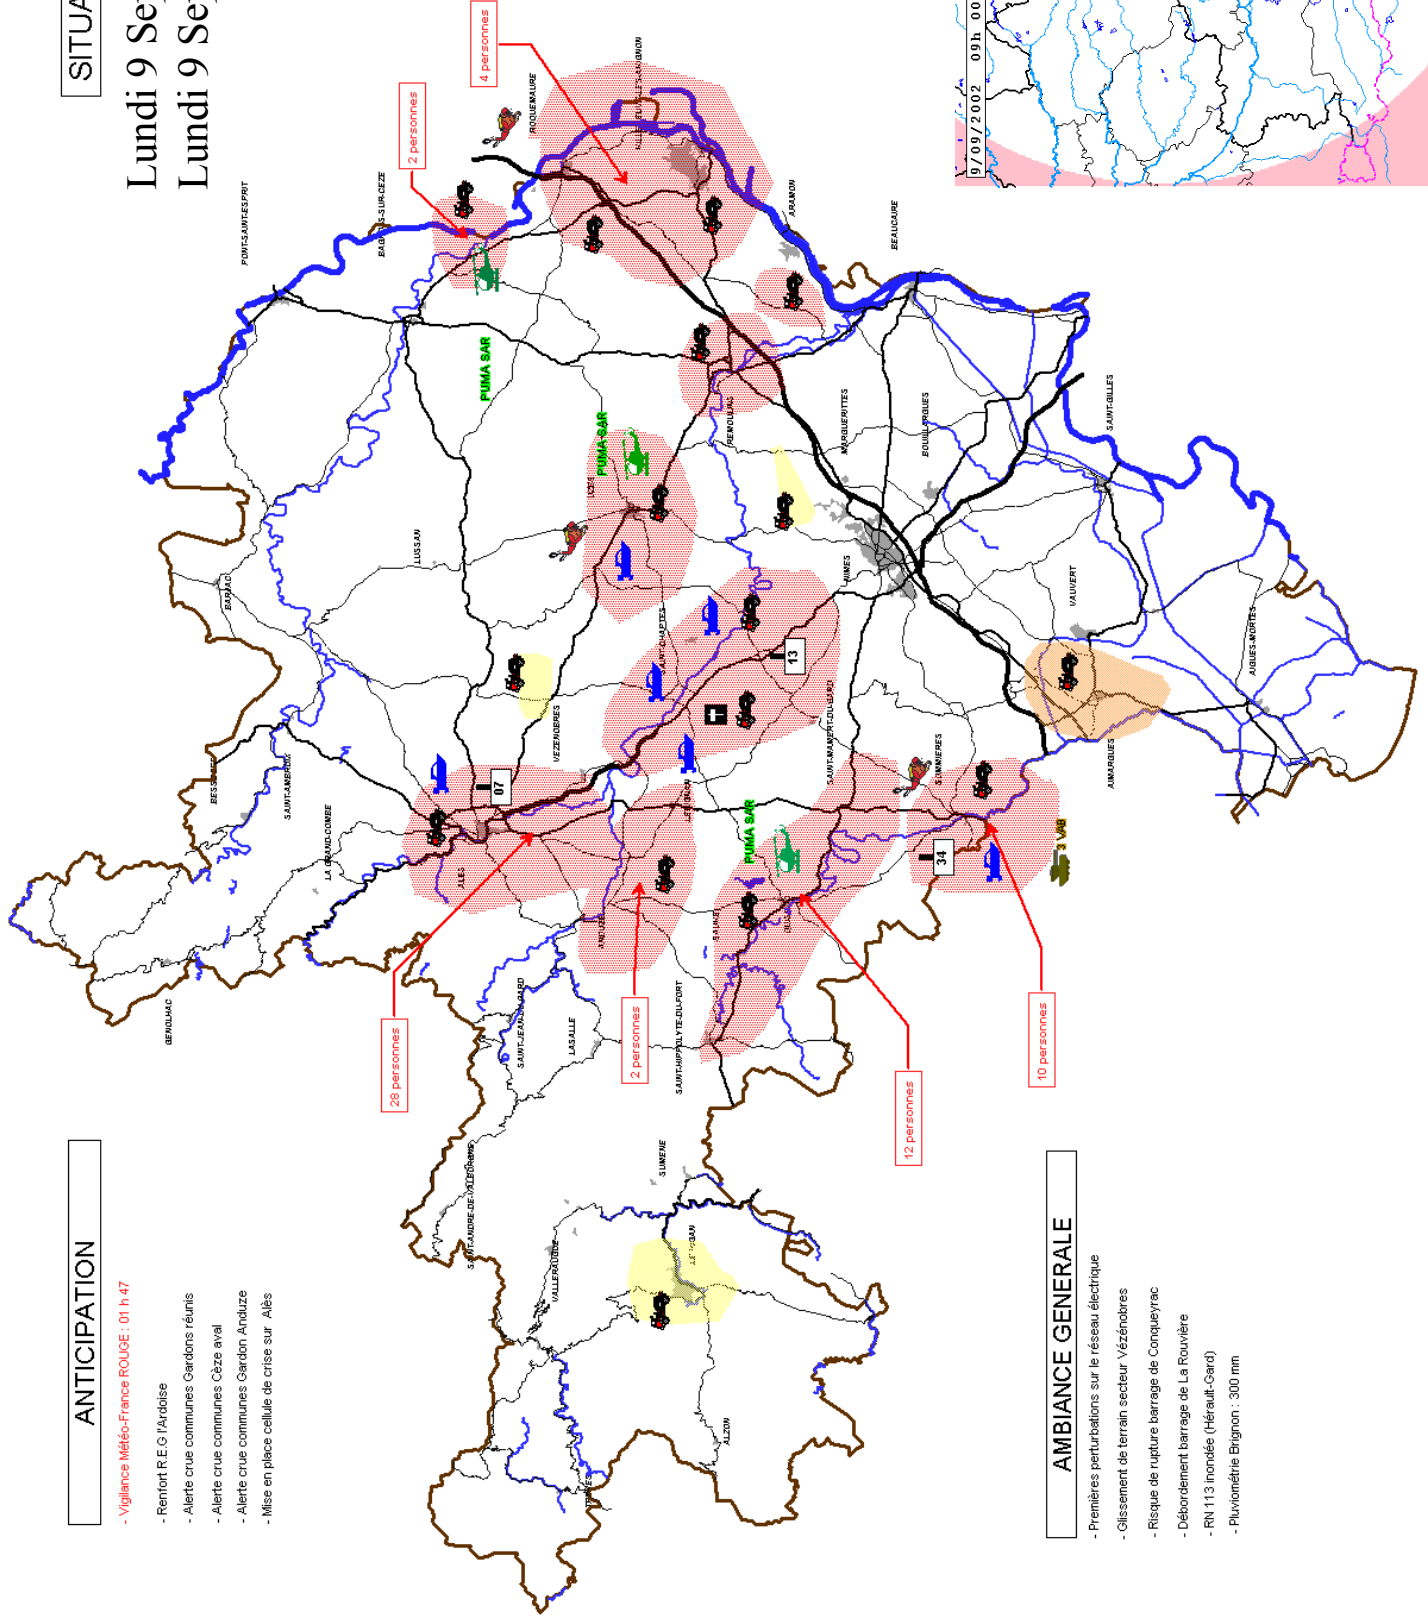 SITUA
Lundi 9 Se
Lundi 9 Se
ANTICIPATION
- Vigilance Météo-France ROUGE : 01 h 47
- Renfort R.E.G l'Ardoise
- Alerte crue communes Gardons réunis
- Alerte crue communes Cèze aval
- Alerte crue communes Gardon Anduze
- Mise en place cellule de crise sur Alès
AMBIANCE GENERALE
- Premières perturbations sur le réseau électrique
- Glissement de terrain secteur Vézénobres
- Risque de rupture barrage de Conqueyrac
- Débordement barrage de La Rouvière
- RN 113 inondée (Hérault-Gard)
- Pluviométrie Brignon : 300 mm
28 personnes
2 personnes
12 personnes
10 personnes
2 personnes
4 personnes
PUMA SAR
PUMA SAR
PUMA SAR
3 VAB
07
13
34
GENOLHAC
BARJAC
SAINT-AMBROIX
LA GRAND-COMBE
PONT-SAINT-ESPRIT
LUSSAN
ROQUEMAURE
ALES
VEZENOBRES
SAINT-JEAN-DU-GARD
LASALLE
SAINT-ANDRE-DE-VALBORGNE
VALLERAUGUE
SUMENE
ALZON
SAINT-HIPPOLYTE-DU-FORT
SAINT-CHAPTES
SAINT-MAMERT-DU-GARD
REMOULINS
ARAMON
BEAUCAIRE
MARGUERITTES
BOUILLARGUES
NIMES
SAINT-GILLES
VAUVERT
SOMMIERES
AIMARGUES
AIGUES-MORTES
9/09/2002 09h 00